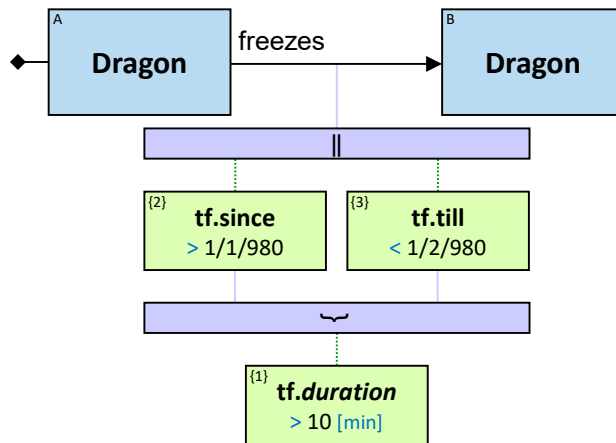 A
Dragon
freezes
B
Dragon
||
{2}
tf.since
> 1/1/980
{3}
tf.till
< 1/2/980
{1}
tf.duration
> 10 [min]